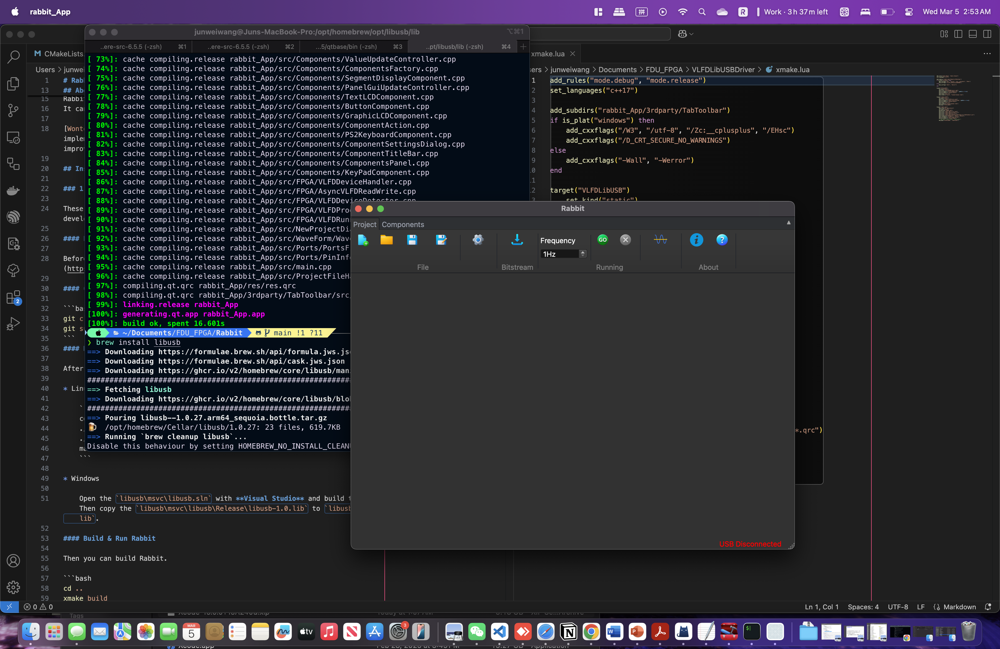 rabbit_App
Work · 3 h 37 m left
Wed Mar 5 2:53 AM
junweiwang@Juns-MacBook-Pro:/opt/homebrew/opt/libusb/lib
⌥⌘1
..ere-src-6.5.5 (-zsh) ⌘1
..ere-src-6.5.5 (-zsh) ⌘2
...5/qtbase/bin (-zsh) ⌘3
..pt/libusb/lib (-zsh) ⌘4
[ 73%]: cache compiling.release rabbit_App/src/Components/ValueUpdateController.cpp
[ 74%]: cache compiling.release rabbit_App/src/Components/ComponentsFactory.cpp
[ 75%]: cache compiling.release rabbit_App/src/Components/SegmentDisplayComponent.cpp
[ 76%]: cache compiling.release rabbit_App/src/Components/PanelGuiUpdateController.cpp
[ 77%]: cache compiling.release rabbit_App/src/Components/TextLCDComponent.cpp
[ 78%]: cache compiling.release rabbit_App/src/Components/ButtonComponent.cpp
[ 79%]: cache compiling.release rabbit_App/src/Components/GraphicLCDComponent.cpp
[ 80%]: cache compiling.release rabbit_App/src/Components/ComponentAction.cpp
[ 81%]: cache compiling.release rabbit_App/src/Components/PS2KeyboardComponent.cpp
[ 82%]: cache compiling.release rabbit_App/src/Components/ComponentSettingsDialog.cpp
[ 83%]: cache compiling.release rabbit_App/src/Components/ComponentTitleBar.cpp
[ 84%]: cache compiling.release rabbit_App/src/Components/ComponentsPanel.cpp
[ 85%]: cache compiling.release rabbit_App/src/Components/KeyPadComponent.cpp
[ 86%]: cache compiling.release rabbit_App/src/FPGA/VLFDDeviceHandler.cpp
[ 87%]: cache compiling.release rabbit_App/src/FPGA/AsyncVLFDReadWrite.cpp
[ 88%]: cache compiling.release rabbit_App/src/FPGA/VLFDDeviceDetector.cpp
[ 89%]: cache compiling.release rabbit_App/src/FPGA/VLFDPro
[ 90%]: cache compiling.release rabbit_App/src/FPGA/VLFDRun
[ 91%]: cache compiling.release rabbit_App/src/NewProjectDi
[ 92%]: cache compiling.release rabbit_App/src/WaveForm/Wav
[ 93%]: cache compiling.release rabbit_App/src/Ports/PortsF
[ 94%]: cache compiling.release rabbit_App/src/Ports/PinInf
[ 95%]: cache compiling.release rabbit_App/src/main.cpp
[ 96%]: cache compiling.release rabbit_App/src/ProjectFileH
[ 97%]: compiling.qt.qrc rabbit_App/res/res.qrc
[ 98%]: compiling.qt.qrc rabbit_App/3rdparty/TabToolbar/src/
[ 99%]: linking.release rabbit_App
[100%]: generating.qt.app rabbit_App.app
[100%]: build ok, spent 16.601s
~/Documents/FDU_FPGA/Rabbit main !1 ?11
❯ brew install libusb
==> Downloading https://formulae.brew.sh/api/formula.jws.js
==> Downloading https://formulae.brew.sh/api/cask.jws.json
==> Downloading https://ghcr.io/v2/homebrew/core/libusb/man
###########################################################
==> Fetching libusb
==> Downloading https://ghcr.io/v2/homebrew/core/libusb/blo
###########################################################
==> Pouring libusb--1.0.27.arm64_sequoia.bottle.tar.gz
🍺 /opt/homebrew/Cellar/libusb/1.0.27: 23 files, 619.7KB
==> Running `brew cleanup libusb`...
Disable this behaviour by setting HOMEBREW_NO_INSTALL_CLEAN
M CMakeLists.
Users > junwei
1 # Rab
13 ## Abo
15 Rabbit
16 It can
17
18 [Wont
implem
improv
19
20 ## Ins
21
22 ### 1
23
24 These
devel
25
26 ####
27
28 Before
(http
29
30 ####
31
32 ```ba
33 git c
34 git s
35 ```
36 ####
37
38 After
39
40 * Lin
41
42 `
43 c
44 .
45 .
46 ma
47 ```
48
49 * Windows
50
51 Open the `libusb\msvc\libusb.sln` with **Visual Studio** and build t
Then copy the `libusb\msvc\libusb\Release\libusb-1.0.lib` to `libusb
lib`.
52
53 #### Build & Run Rabbit
54
55 Then you can build Rabbit.
56
57 ```bash
58 cd ..
59 xmake build
xmake.lua
ers > junweiwang > Documents > FDU_FPGA > VLFDLibUSBDriver > xmake.lua
1 add_rules("mode.debug", "mode.release")
2 set_languages("c++17")
3
4 add_subdirs("rabbit_App/3rdparty/TabToolbar")
5 if is_plat("windows") then
6 add_cxxflags("/W3", "/utf-8", "/Zc:__cplusplus", "/EHsc")
7 add_cxxflags("/D_CRT_SECURE_NO_WARNINGS")
8 else
9 add_cxxflags("-Wall", "-Werror")
10 end
11
12 target("VLFDLibUSB")
13 set_kind("static")
*.qrc")
Rabbit
Project Components
Frequency
1Hz
GO
File
Bitstream
Running
About
USB Disconnected
2
0 0
Ln 1, Col 1 Spaces: 4 UTF-8 LF Markdown
Tags
Xcode.app
MAR
5
tv
3